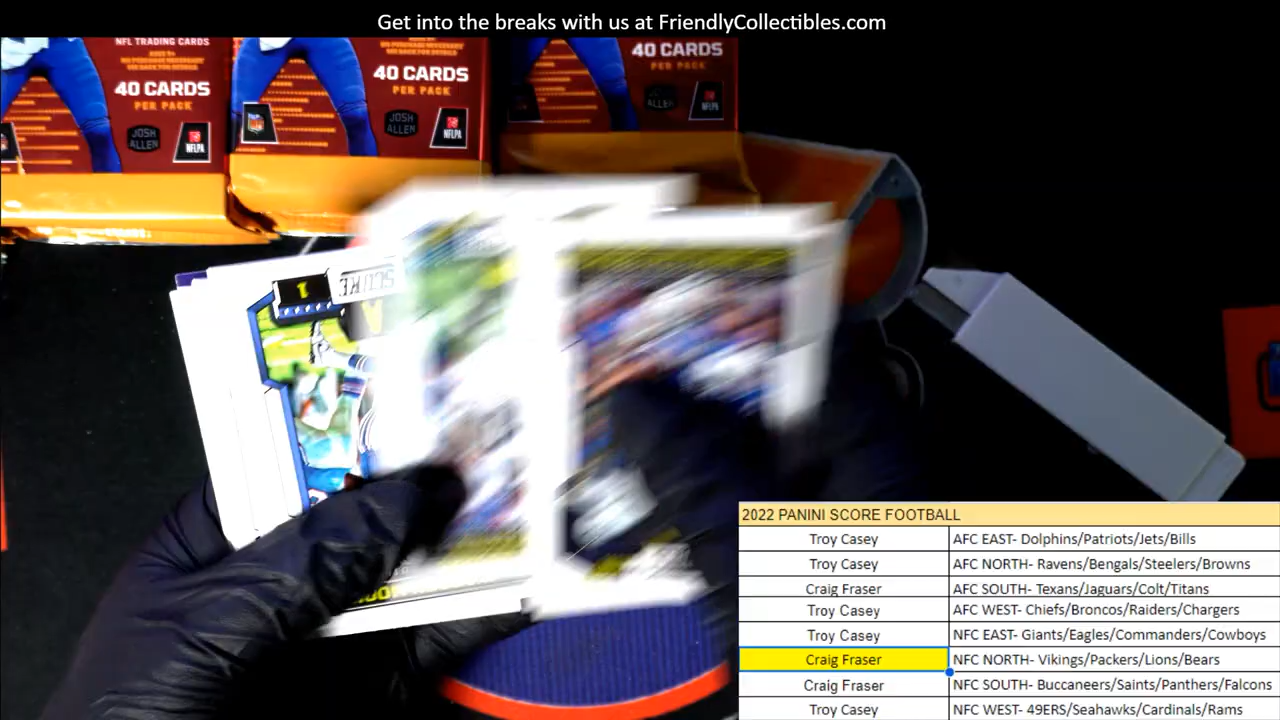 Get into the breaks with us at FriendlyCollectibles.com
NFL TRADING CARDS
40 CARDS
PER PACK
JOSH
ALLEN
NFLPA
40 CARDS
PER PACK
JOSH
ALLEN
NFLPA
40 CARDS
PER PACK
ALLEN
NFLPA
1
SCORE
2022 PANINI SCORE FOOTBALL
Troy Casey AFC EAST- Dolphins/Patriots/Jets/Bills
Troy Casey AFC NORTH- Ravens/Bengals/Steelers/Browns
Craig Fraser AFC SOUTH- Texans/Jaguars/Colt/Titans
Troy Casey AFC WEST- Chiefs/Broncos/Raiders/Chargers
Troy Casey NFC EAST- Giants/Eagles/Commanders/Cowboys
Craig Fraser NFC NORTH- Vikings/Packers/Lions/Bears
Craig Fraser NFC SOUTH- Buccaneers/Saints/Panthers/Falcons
Troy Casey NFC WEST- 49ERS/Seahawks/Cardinals/Rams